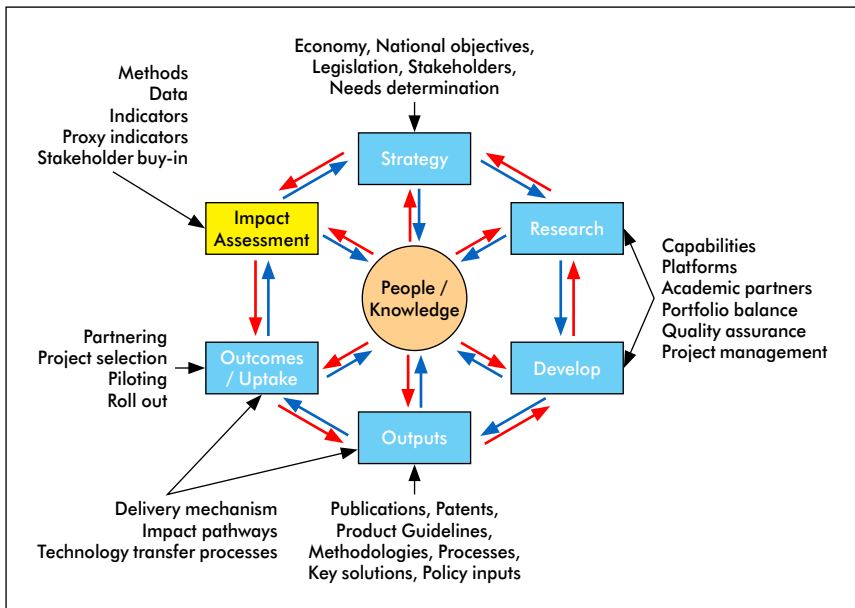 Economy, National objectives,
Legislation, Stakeholders,
Needs determination
Methods
Data
Indicators
Proxy indicators
Stakeholder buy-in
Strategy
Impact
Assessment
Research
People /
Knowledge
Capabilities
Platforms
Academic partners
Portfolio balance
Quality assurance
Project management
Partnering
Project selection
Piloting
Roll out
Outcomes
/ Uptake
Develop
Outputs
Delivery mechanism
Impact pathways
Technology transfer processes
Publications, Patents,
Product Guidelines,
Methodologies, Processes,
Key solutions, Policy inputs